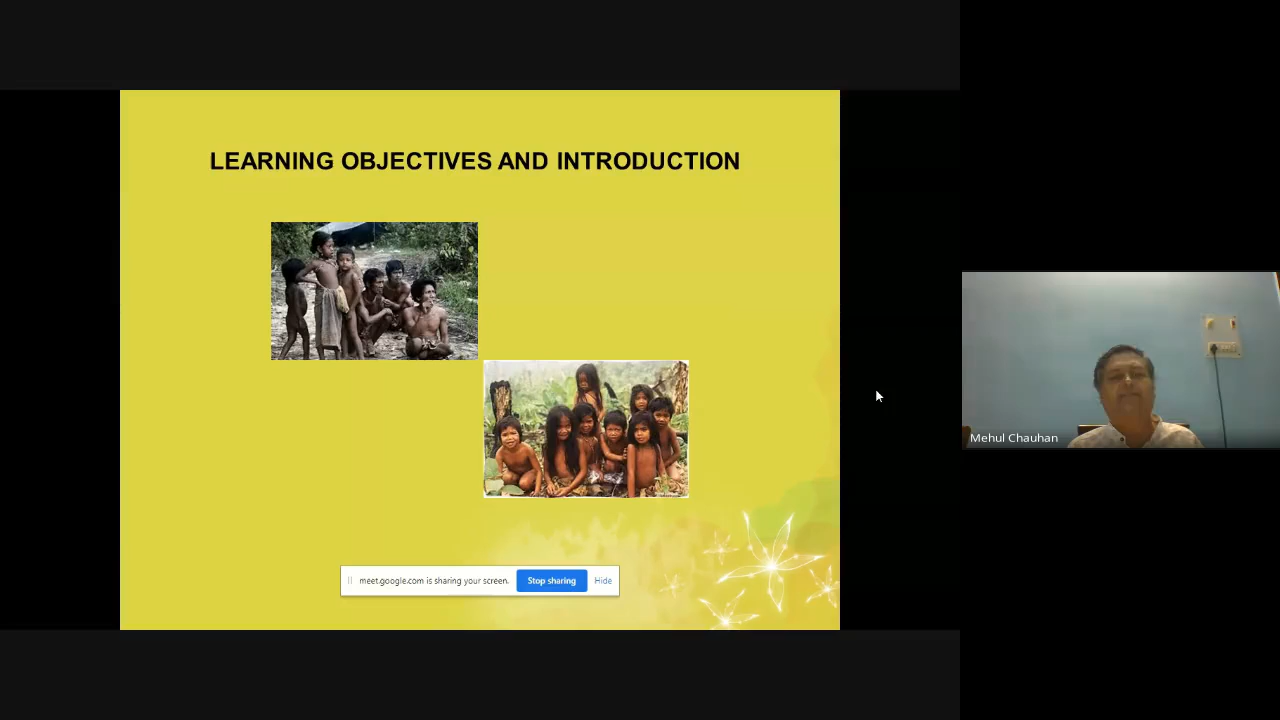 LEARNING OBJECTIVES AND INTRODUCTION
meet.google.com is sharing your screen.
Stop sharing
Hide
Mehul Chauhan